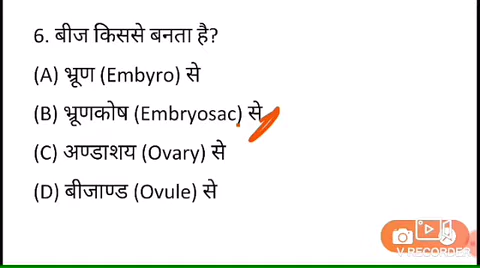 6. बीज किससे बनता है?
(A) भ्रूण (Embyro) से
(B) भ्रूणकोष (Embryosac) से
(C) अण्डाशय (Ovary) से
(D) बीजाण्ड (Ovule) से
V RECORDER